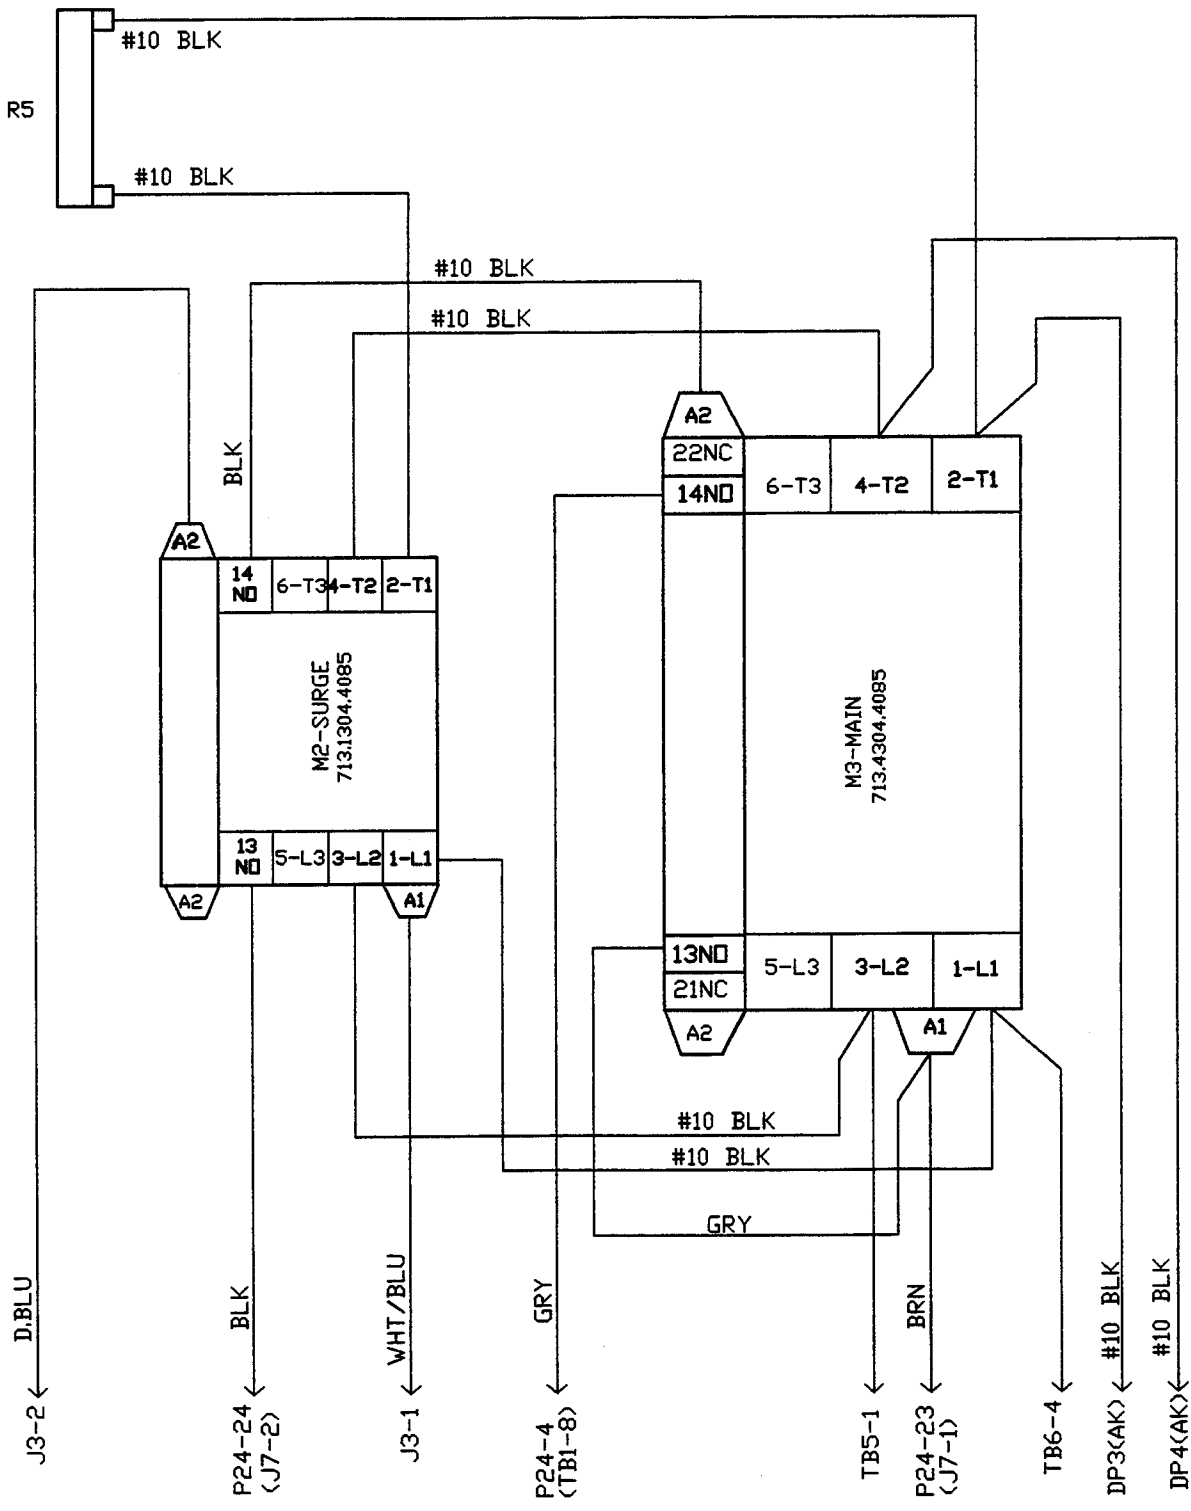 #10 BLK
R5
#10 BLK
#10 BLK
#10 BLK
BLK
A2
22NC
14NO
6-T3
4-T2
2-T1
A2
14
NO
6-T3
4-T2
2-T1
M2-SURGE
713.1304.4085
M3-MAIN
713.4304.4085
13
NO
5-L3
3-L2
1-L1
A2
A1
13NO
21NC
5-L3
3-L2
1-L1
A2
A1
#10 BLK
#10 BLK
GRY
D.BLU
BLK
WHT/BLU
GRY
BRN
#10 BLK
#10 BLK
J3-2
P24-24
(J7-2)
J3-1
P24-4
(TB1-8)
TB5-1
P24-23
(J7-1)
TB6-4
DP3(AK)
DP4(AK)